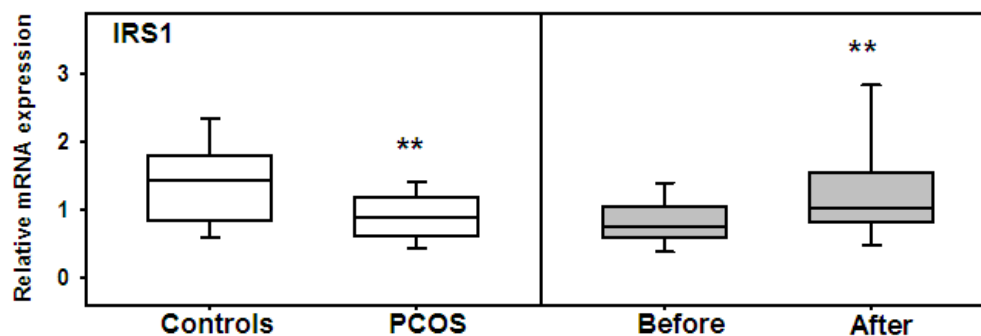 IRS1
Relative mRNA expression
3
2
1
0
**
**
Controls
PCOS
Before
After